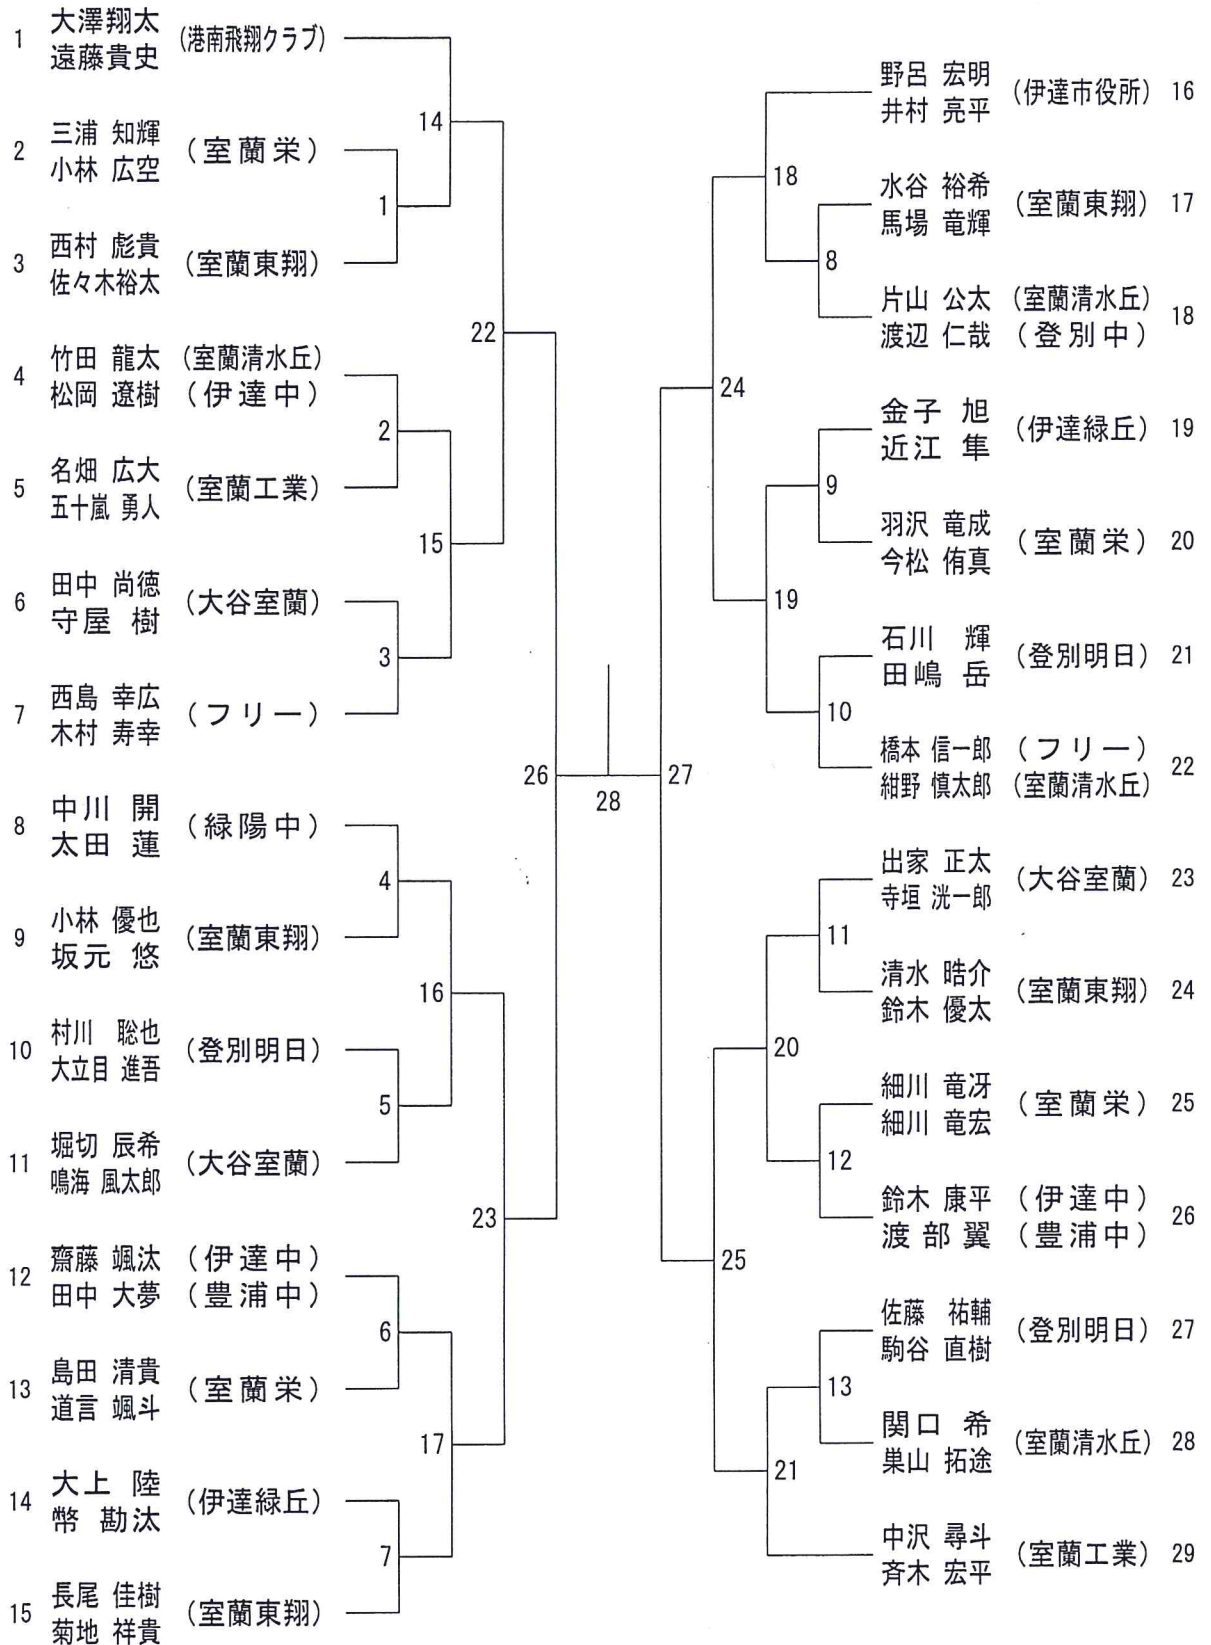 1 大澤翔太 (港南飛翔クラブ)
遠藤貴史
2 三浦 知輝 (室蘭栄)
小林 広空
3 西村 彪貴 (室蘭東翔)
佐々木裕太
4 竹田 龍太 (室蘭清水丘)
松岡 遼樹 (伊達中)
5 名畑 広大 (室蘭工業)
五十嵐 勇人
6 田中 尚徳 (大谷室蘭)
守屋 樹
7 西島 幸広 (フリー)
木村 寿幸
8 中川 開 (緑陽中)
太田 蓮
9 小林 優也 (室蘭東翔)
坂元 悠
10 村川 聡也 (登別明日)
大立目 進吾
11 堀切 辰希 (大谷室蘭)
鳴海 風太郎
12 齋藤 颯汰 (伊達中)
田中 大夢 (豊浦中)
13 島田 清貴 (室蘭栄)
道言 颯斗
14 大上 陸 (伊達緑丘)
幣 勘汰
15 長尾 佳樹 (室蘭東翔)
菊地 祥貴
1
2
3
4
5
6
7
14
15
16
17
22
23
26
28
27
24
25
18
19
20
21
8
9
10
11
12
13
野呂 宏明 (伊達市役所) 16
井村 亮平
水谷 裕希 (室蘭東翔) 17
馬場 竜輝
片山 公太 (室蘭清水丘) 18
渡辺 仁哉 (登別中)
金子 旭 (伊達緑丘) 19
近江 隼
羽沢 竜成 (室蘭栄) 20
今松 侑真
石川 輝 (登別明日) 21
田嶋 岳
橋本 信一郎 (フリー) 22
紺野 慎太郎 (室蘭清水丘)
出家 正太 (大谷室蘭) 23
寺垣 洸一郎
清水 晧介 (室蘭東翔) 24
鈴木 優太
細川 竜冴 (室蘭栄) 25
細川 竜宏
鈴木 康平 (伊達中) 26
渡部 翼 (豊浦中)
佐藤 祐輔 (登別明日) 27
駒谷 直樹
関口 希 (室蘭清水丘) 28
巣山 拓途
中沢 尋斗 (室蘭工業) 29
斉木 宏平